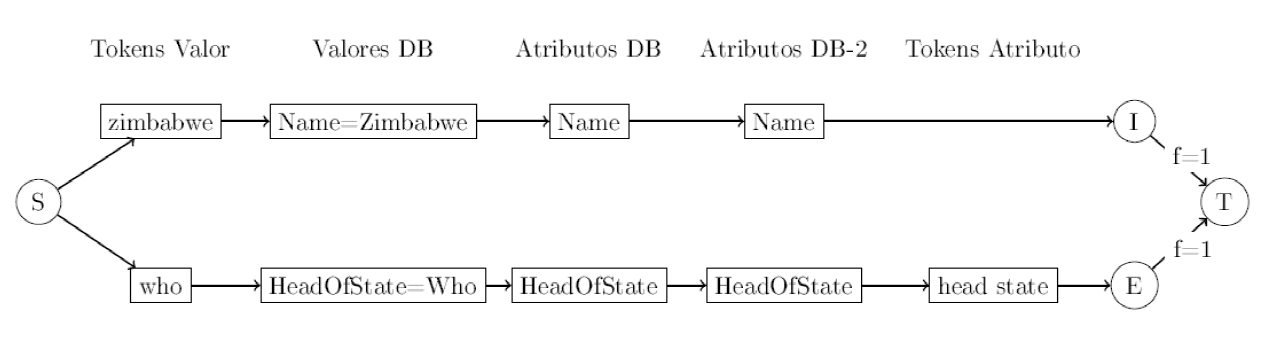 Tokens Valor Valores DB Atributos DB Atributos DB-2 Tokens Atributo
zimbabwe Name=Zimbabwe Name Name I
f=1
S T
f=1
who HeadOfState=Who HeadOfState HeadOfState head state E